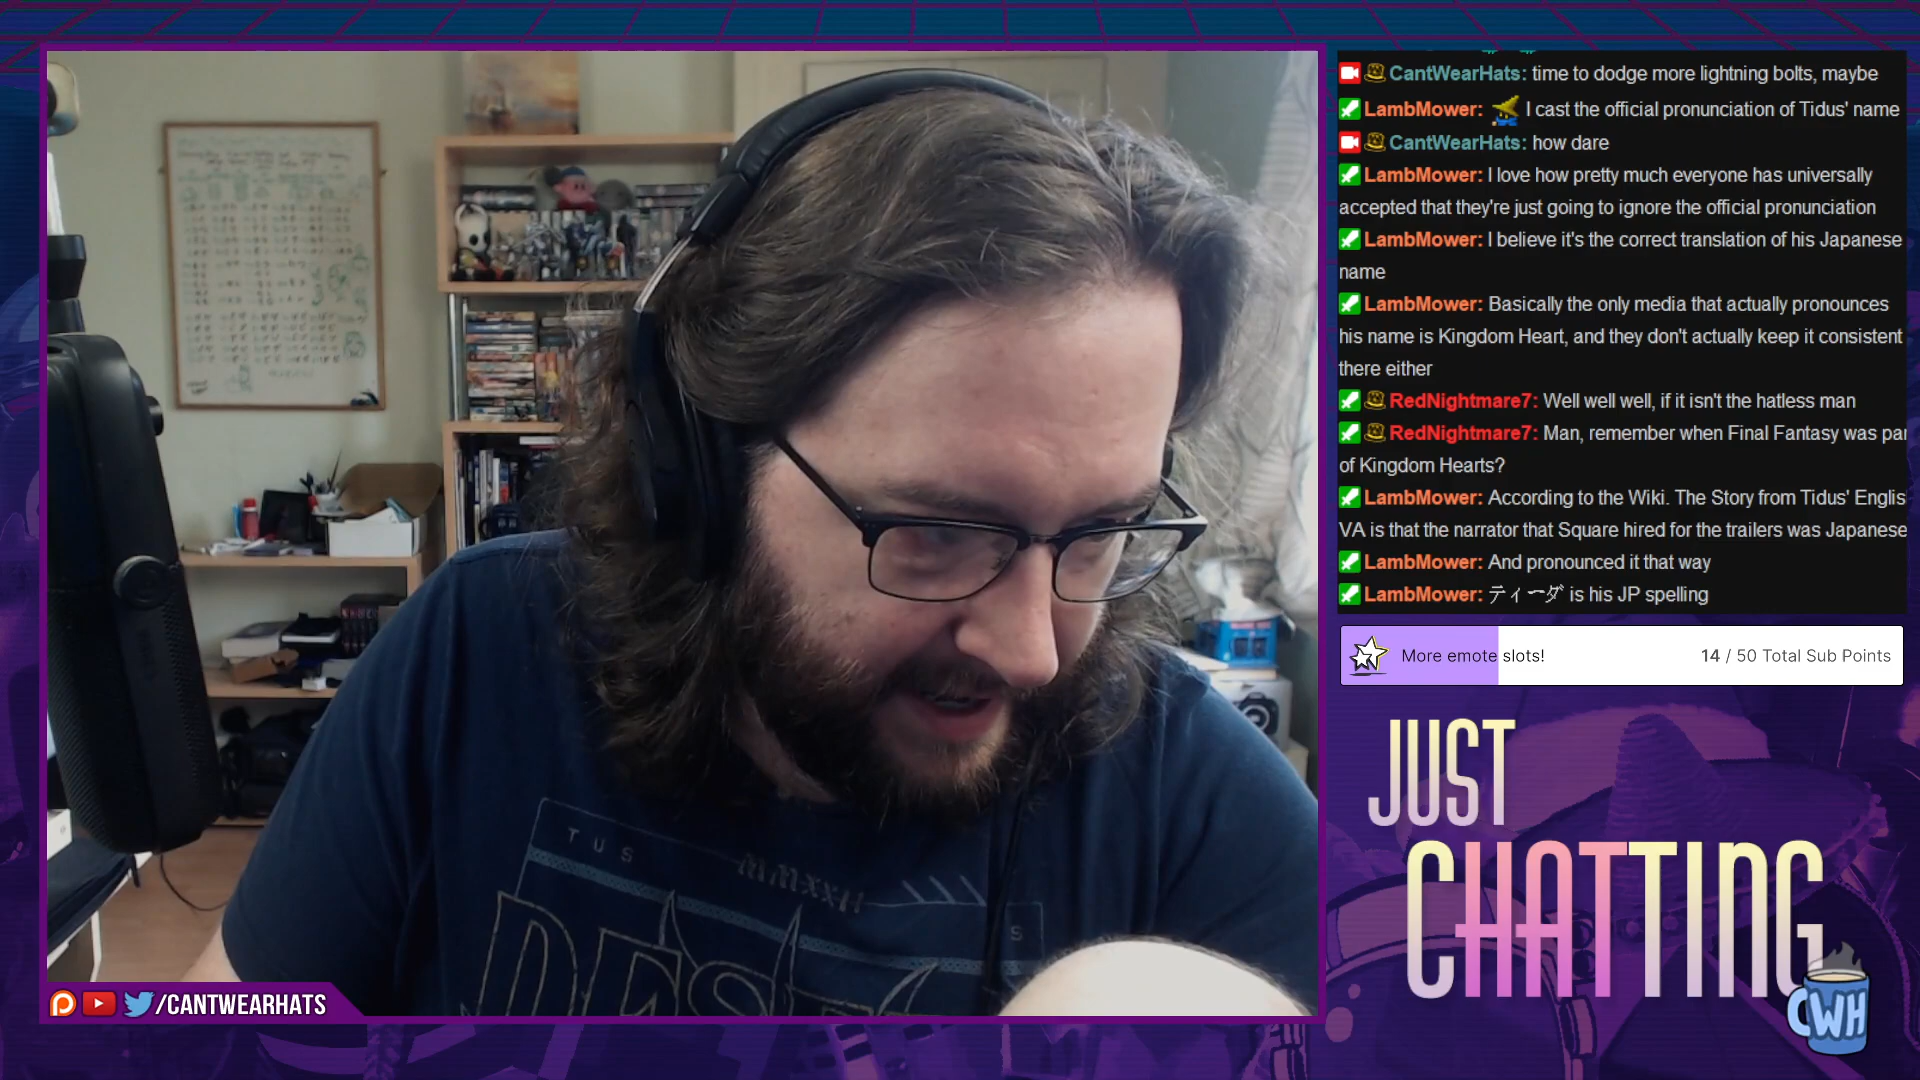 CantWearHats: time to dodge more lightning bolts, maybe
LambMower: I cast the official pronunciation of Tidus' name
CantWearHats: how dare
LambMower: I love how pretty much everyone has universally
accepted that they're just going to ignore the official pronunciation
LambMower: I believe it's the correct translation of his Japanese
name
LambMower: Basically the only media that actually pronounces
his name is Kingdom Heart, and they don't actually keep it consistent
there either
RedNightmare7: Well well well, if it isn't the hatless man
RedNightmare7: Man, remember when Final Fantasy was par
of Kingdom Hearts?
LambMower: According to the Wiki. The Story from Tidus' Englis
VA is that the narrator that Square hired for the trailers was Japanese
LambMower: And pronounced it that way
LambMower: ティーダ is his JP spelling
More emote slots! 14 / 50 Total Sub Points
JUST
CHATTING
CWH
TUS
MMXXII
S
/CANTWEARHATS